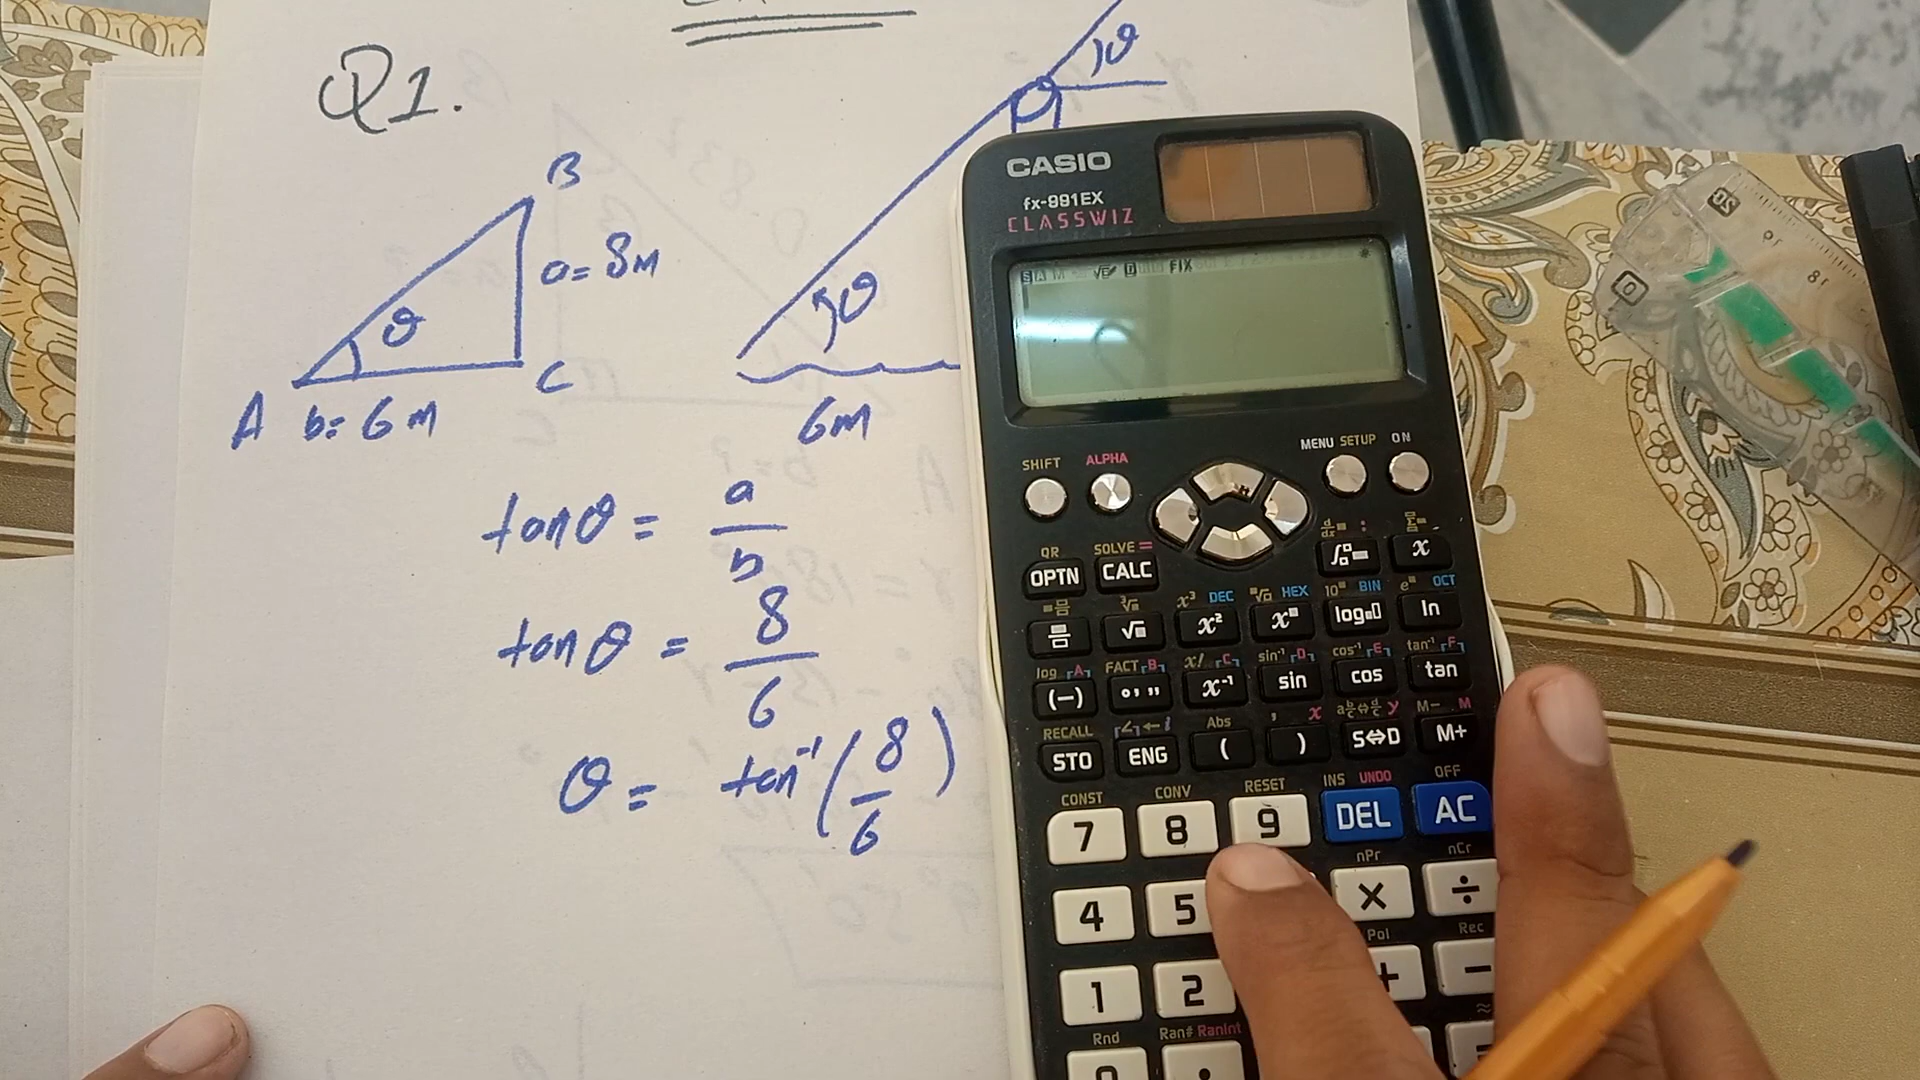 Q1.
B
a = 8m
θ
A b = 6m
C
θ
θ
6m
tanθ = a/b
tanθ = 8/6
θ = tan⁻¹(8/6)
CASIO
fx-991EX
CLASSWIZ
FIX
SHIFT ALPHA MENU SETUP ON
QR SOLVE =
OPTN CALC x
x³ DEC HEX BIN OCT
x² ln
log A FACT B x! C sin⁻¹ D cos⁻¹ E tan⁻¹ F
(−) x⁻¹ sin cos tan
RECALL Abs , x y M− M
STO ENG ( ) S⇔D M+
CONST CONV RESET INS UNDO OFF
7 8 9 DEL AC
nPr nCr
4 5 × ÷
Pol Rec
1 2 + −
Rnd Ran# RanInt ≈
0 .